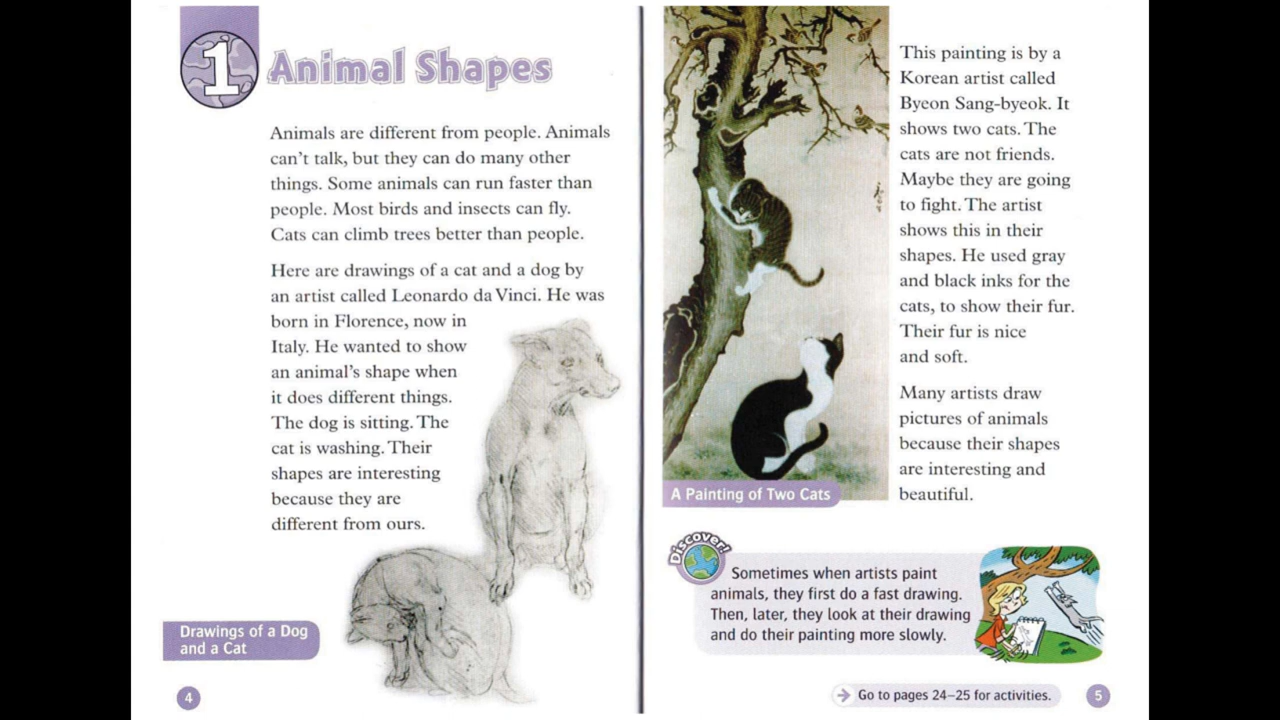 1
Animal Shapes
Animals are different from people. Animals
can't talk, but they can do many other
things. Some animals can run faster than
people. Most birds and insects can fly.
Cats can climb trees better than people.
Here are drawings of a cat and a dog by
an artist called Leonardo da Vinci. He was
born in Florence, now in
Italy. He wanted to show
an animal's shape when
it does different things.
The dog is sitting. The
cat is washing. Their
shapes are interesting
because they are
different from ours.
Drawings of a Dog
and a Cat
4
This painting is by a
Korean artist called
Byeon Sang-byeok. It
shows two cats. The
cats are not friends.
Maybe they are going
to fight. The artist
shows this in their
shapes. He used gray
and black inks for the
cats, to show their fur.
Their fur is nice
and soft.
A Painting of Two Cats
Many artists draw
pictures of animals
because their shapes
are interesting and
beautiful.
Discover!
Sometimes when artists paint
animals, they first do a fast drawing.
Then, later, they look at their drawing
and do their painting more slowly.
Go to pages 24–25 for activities.
5